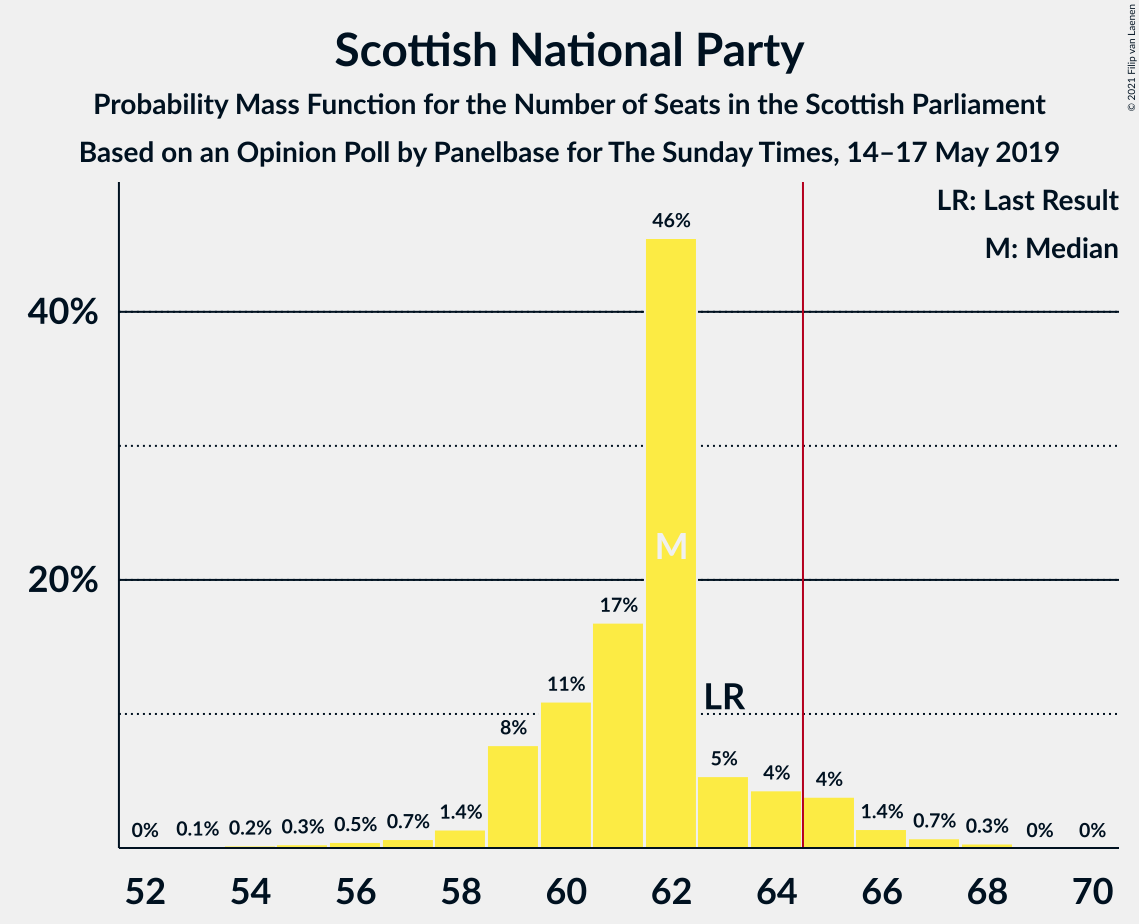 Scottish National Party
Probability Mass Function for the Number of Seats in the Scottish Parliament
Based on an Opinion Poll by Panelbase for The Sunday Times, 14–17 May 2019
© 2021 Filip van Laenen
LR: Last Result
M: Median
40%
20%
0%
0.1%
0.2%
0.3%
0.5%
0.7%
1.4%
8%
11%
17%
46%
M
LR
5%
4%
4%
1.4%
0.7%
0.3%
0%
0%
52 54 56 58 60 62 64 66 68 70